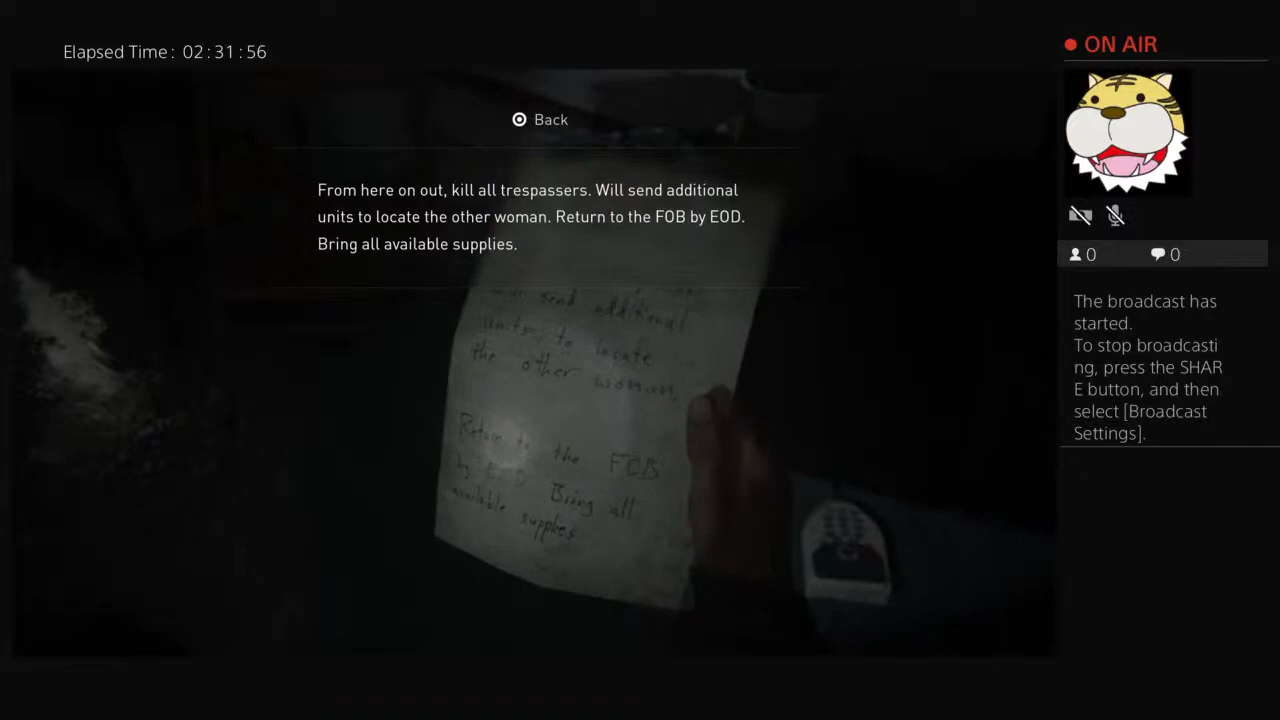 Elapsed Time: 02:31:56
ON AIR
Back
From here on out, kill all trespassers. Will send additional
units to locate the other woman. Return to the FOB by EOD.
Bring all available supplies.
0 0
The broadcast has
started.
To stop broadcasti
ng, press the SHAR
E button, and then
select [Broadcast
Settings].
will send additional
units to locate
the other woman.
Return to the FOB
by EOD Bring all
available supplies